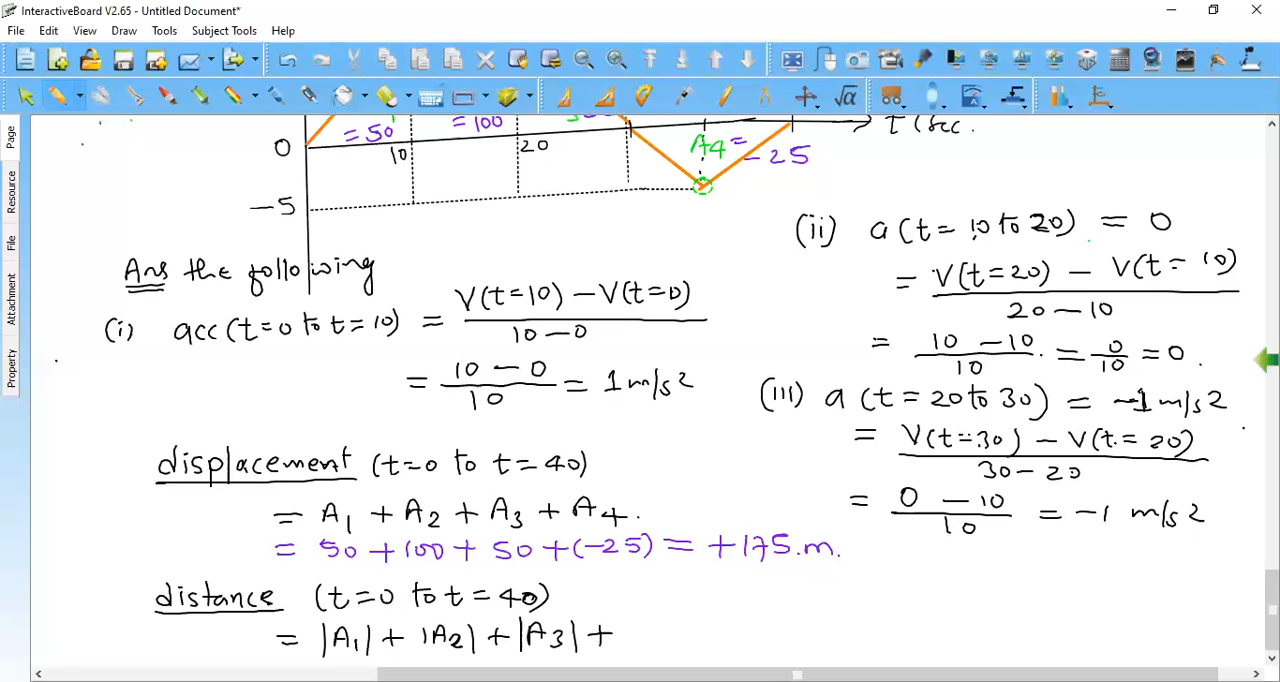 InteractiveBoard V2.65 - Untitled Document*
File Edit View Draw Tools Subject Tools Help
Page
Resource
File
Attachment
Property
= 50 = 100
0 10 20 A4 = - 25 t (sec.
-5
Ans the following
(i) acc (t=0 to t=10) = V(t=10) - V(t=0) / 10 - 0
= 10 - 0 / 10 = 1 m/s2
displacement (t=0 to t=40)
= A1 + A2 + A3 + A4.
= 50 + 100 + 50 + (-25) = +175.m.
distance (t=0 to t=40)
= |A1| + |A2| + |A3| +
(ii) a (t= 10 to 20) = 0
= V(t=20) - V(t= 10) / 20 - 10
= 10 - 10 / 10 = 0/10 = 0.
(iii) a (t = 20 to 30) = -1 m/s2
= V(t=30) - V(t= 20) / 30 - 20
= 0 - 10 / 10 = -1 m/s2